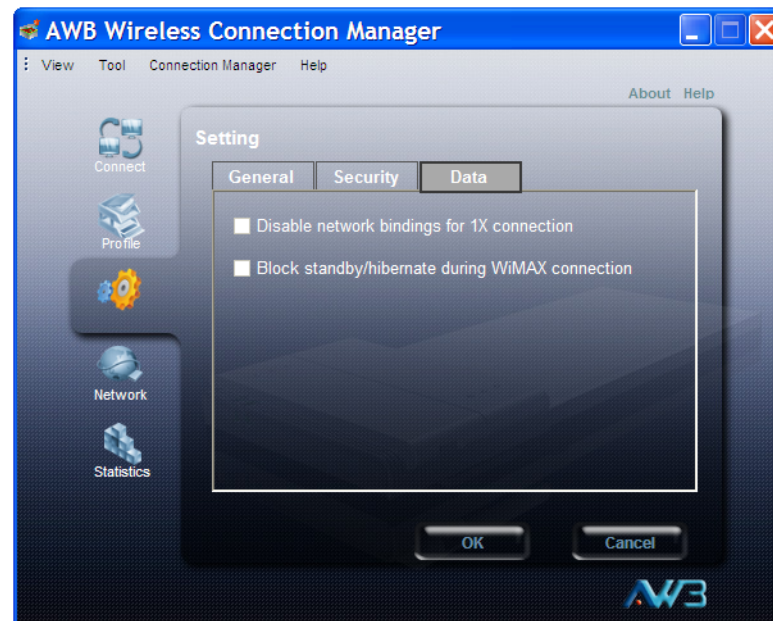 AWB Wireless Connection Manager
View Tool Connection Manager Help
About Help
Connect
Profile
Network
Statistics
Setting
General Security Data
Disable network bindings for 1X connection
Block standby/hibernate during WiMAX connection
OK Cancel
AWB